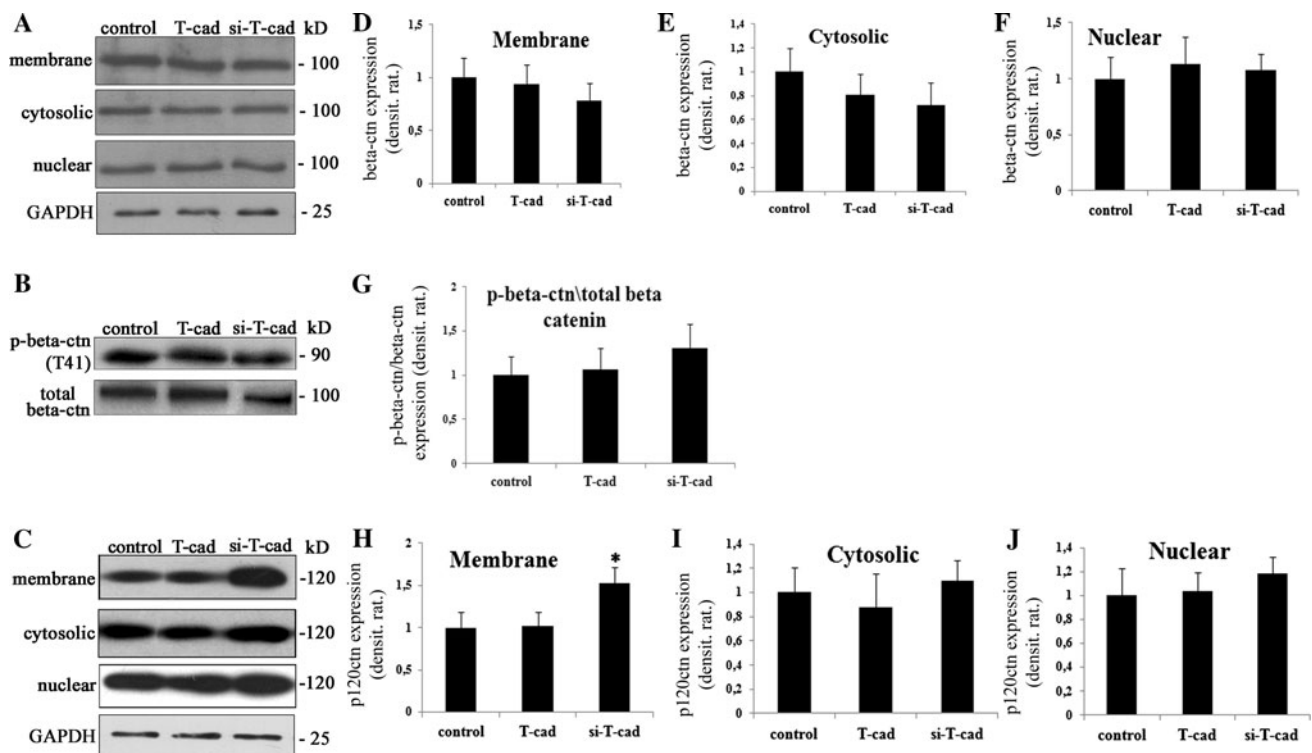 A
control T-cad si-T-cad kD
membrane - 100
cytosolic - 100
nuclear - 100
GAPDH - 25
D
Membrane
beta-ctn expression
(densit. rat.)
2
1,5
1
0,5
0
control T-cad si-T-cad
E
Cytosolic
beta-ctn expression
(densit. rat.)
1,4
1,2
1
0,8
0,6
0,4
0,2
0
control T-cad si-T-cad
F
Nuclear
beta-ctn expression
(densit. rat.)
1,5
1
0,5
0
control T-cad si-T-cad
B
control T-cad si-T-cad kD
p-beta-ctn
(T41) - 90
total
beta-ctn - 100
G
p-beta-ctn\total beta
catenin
p-beta-ctn/beta-ctn
expression (densit. rat.)
2
1,5
1
0,5
0
control T-cad si-T-cad
C
control T-cad si-T-cad kD
membrane -120
cytosolic -120
nuclear -120
GAPDH - 25
H
Membrane
p120ctn expression
(densit. rat.)
2
1,5
1
0,5
0
*
control T-cad si-T-cad
I
Cytosolic
p120ctn expression
(densit. rat.)
1,4
1,2
1
0,8
0,6
0,4
0,2
0
control T-cad si-T-cad
J
Nuclear
p120ctn expression
(densit. rat.)
1,4
1,2
1
0,8
0,6
0,4
0,2
0
control T-cad si-T-cad